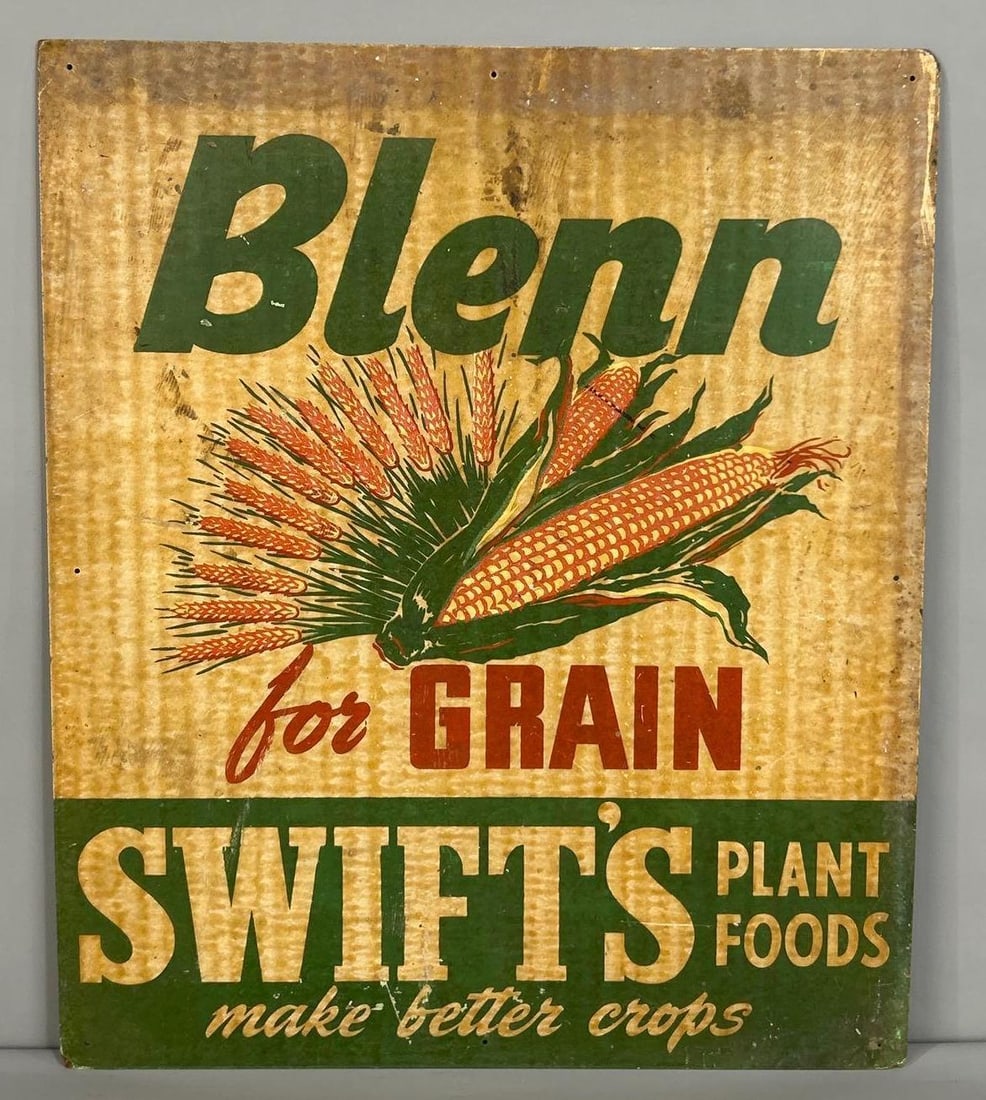 Blenn
for GRAIN
SWIFT'S PLANT FOODS
make better crops